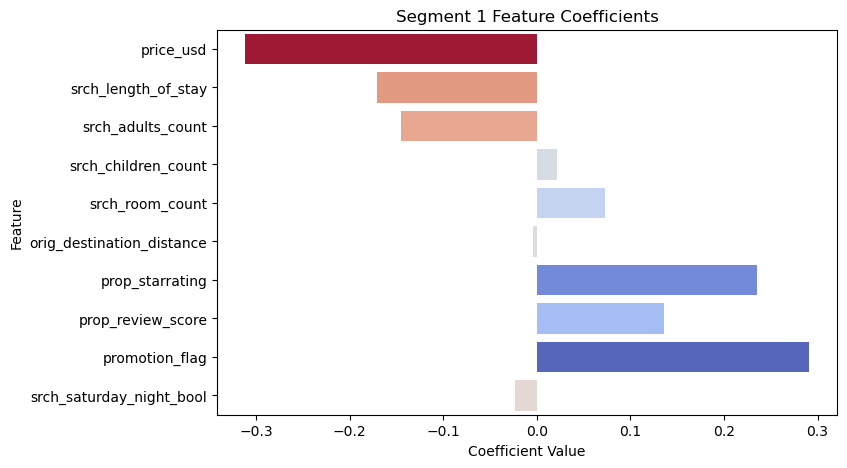 Segment 1 Feature Coefficients
price_usd
srch_length_of_stay
srch_adults_count
srch_children_count
srch_room_count
orig_destination_distance
prop_starrating
prop_review_score
promotion_flag
srch_saturday_night_bool
Feature
−0.3 −0.2 −0.1 0.0 0.1 0.2 0.3
Coefficient Value